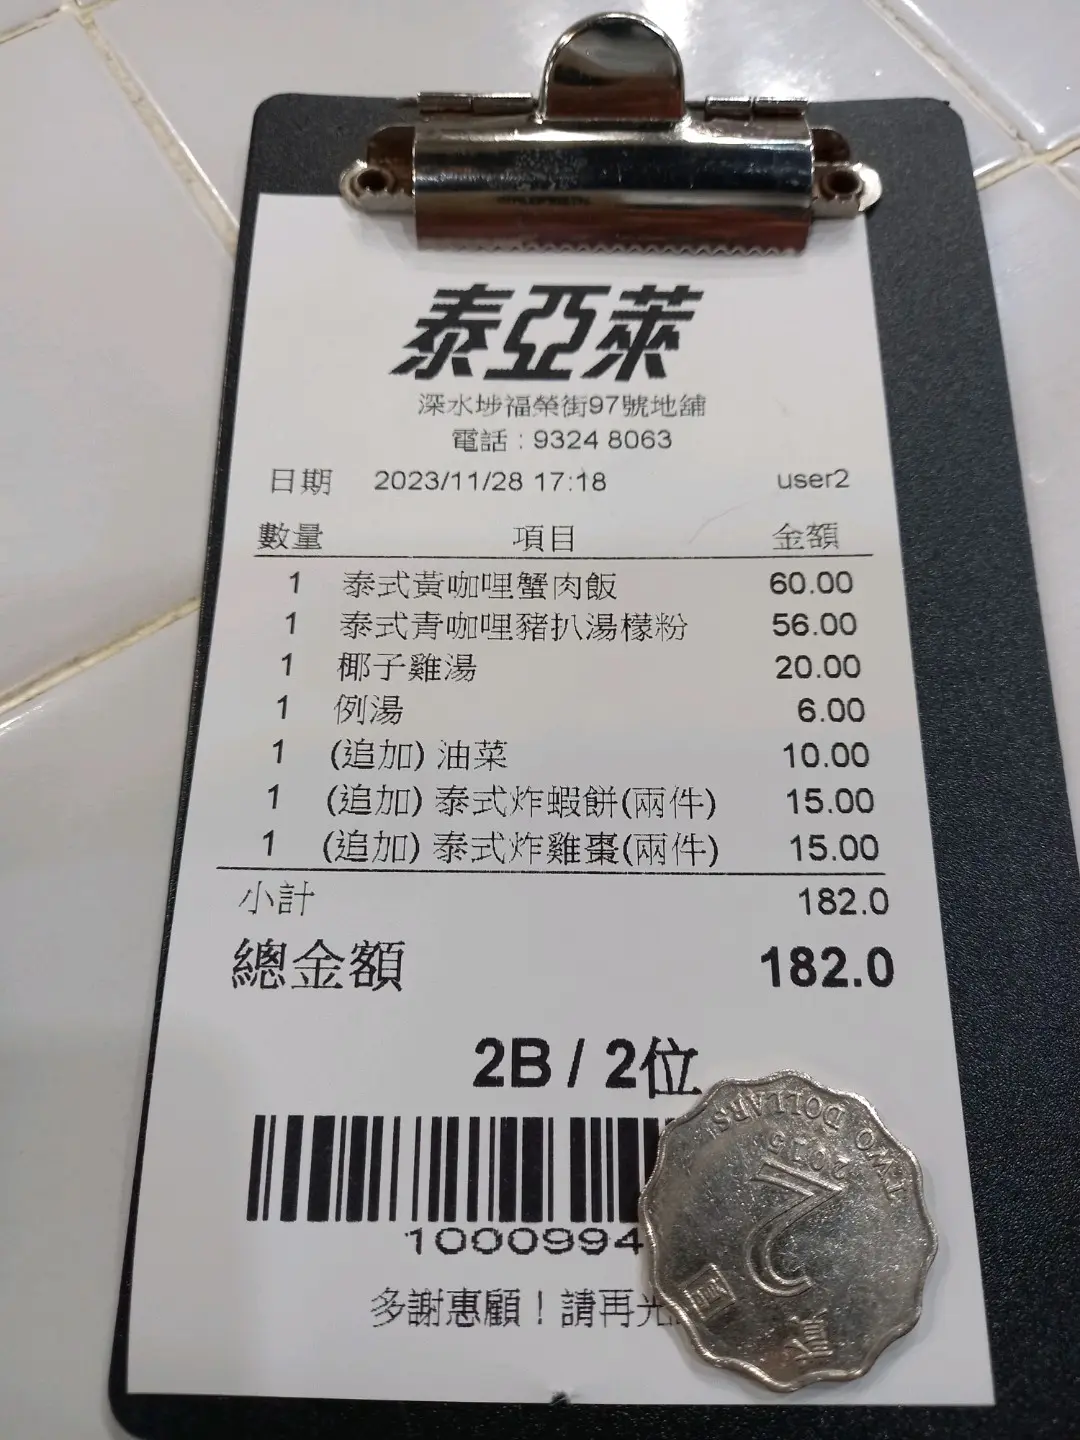 泰亞萊
深水埗福榮街97號地舖
電話：9324 8063
日期 2023/11/28 17:18 user2
數量 項目 金額
1 泰式黃咖哩蟹肉飯 60.00
1 泰式青咖哩豬扒湯檬粉 56.00
1 椰子雞湯 20.00
1 例湯 6.00
1 (追加) 油菜 10.00
1 (追加) 泰式炸蝦餅(兩件) 15.00
1 (追加) 泰式炸雞棗(兩件) 15.00
小計 182.0
總金額 182.0
2B / 2位
1000994
多謝惠顧！請再光
TWO DOLLARS
2015
2
貳
圓